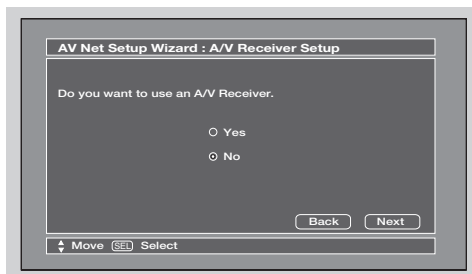 AV Net Setup Wizard : A/V Receiver Setup
Do you want to use an A/V Receiver.
Yes
No
Back Next
Move SEL Select